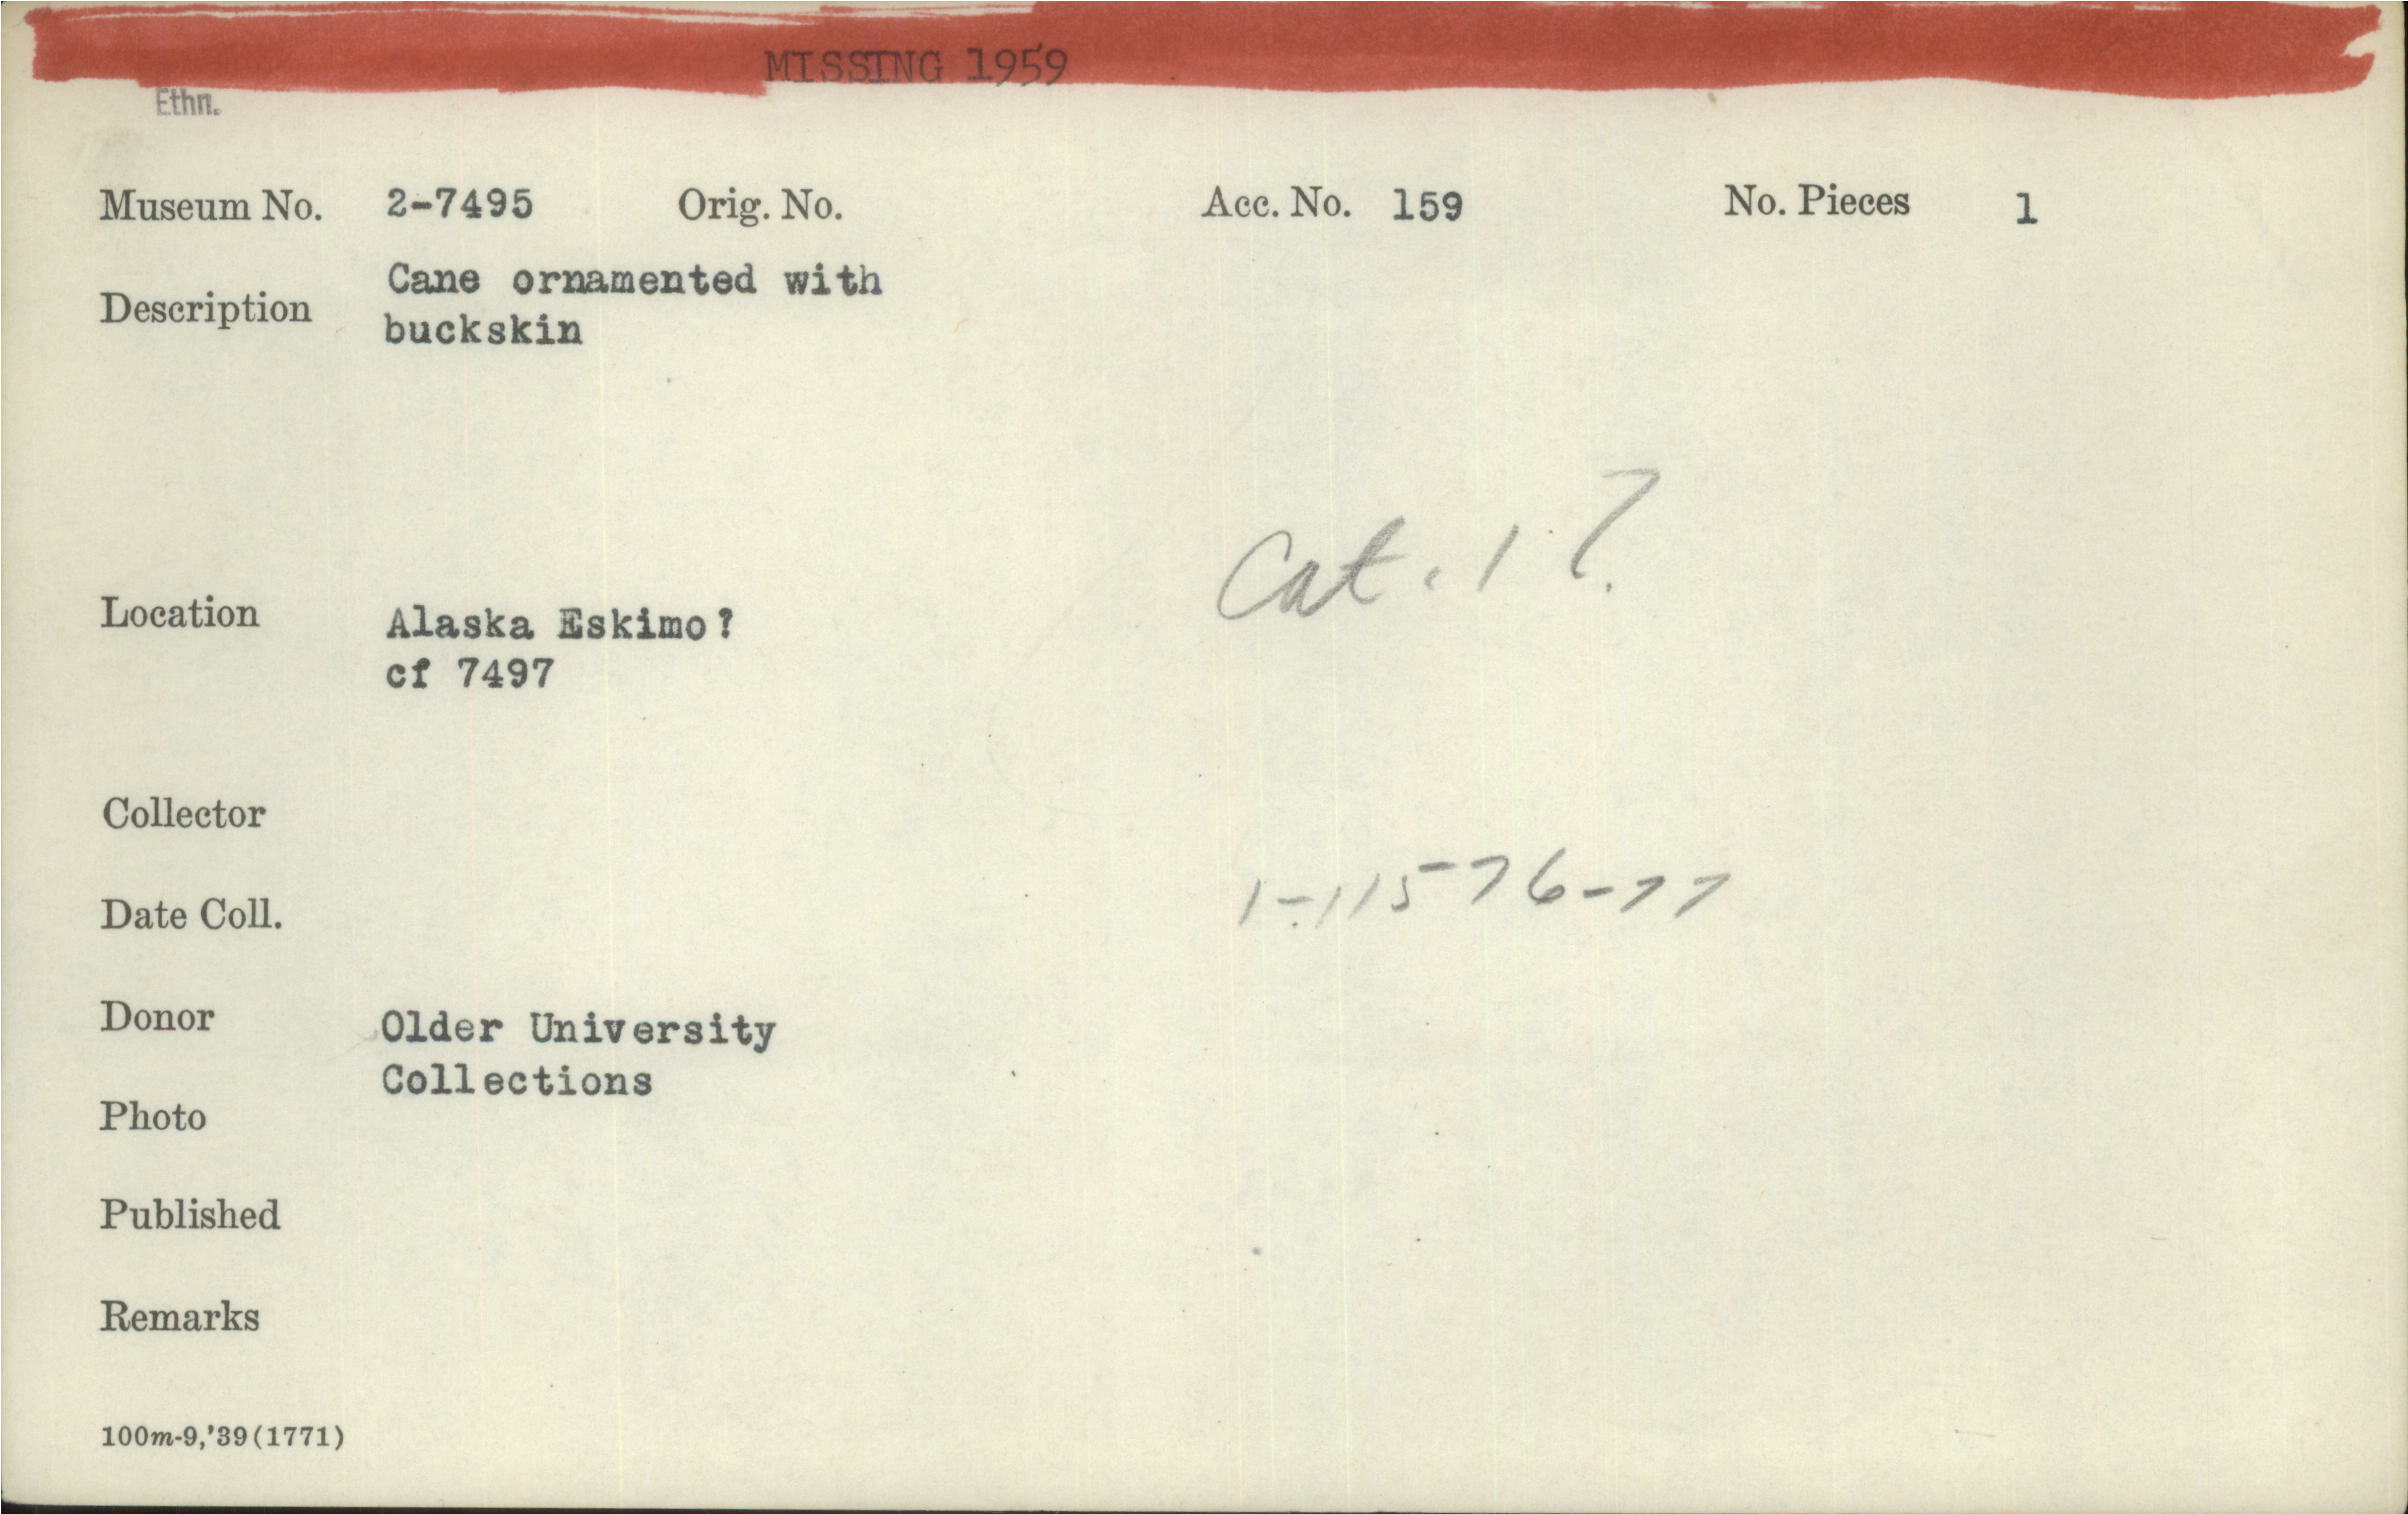 MISSING 1959
Ethn.
Museum No. 2-7495 Orig. No. Acc. No. 159 No. Pieces 1
Description Cane ornamented with
buckskin
Cat. 1 ?
Location Alaska Eskimo?
cf 7497
Collector
1-11576-77
Date Coll.
Donor Older University
Collections
Photo
Published
Remarks
100m-9,'39(1771)